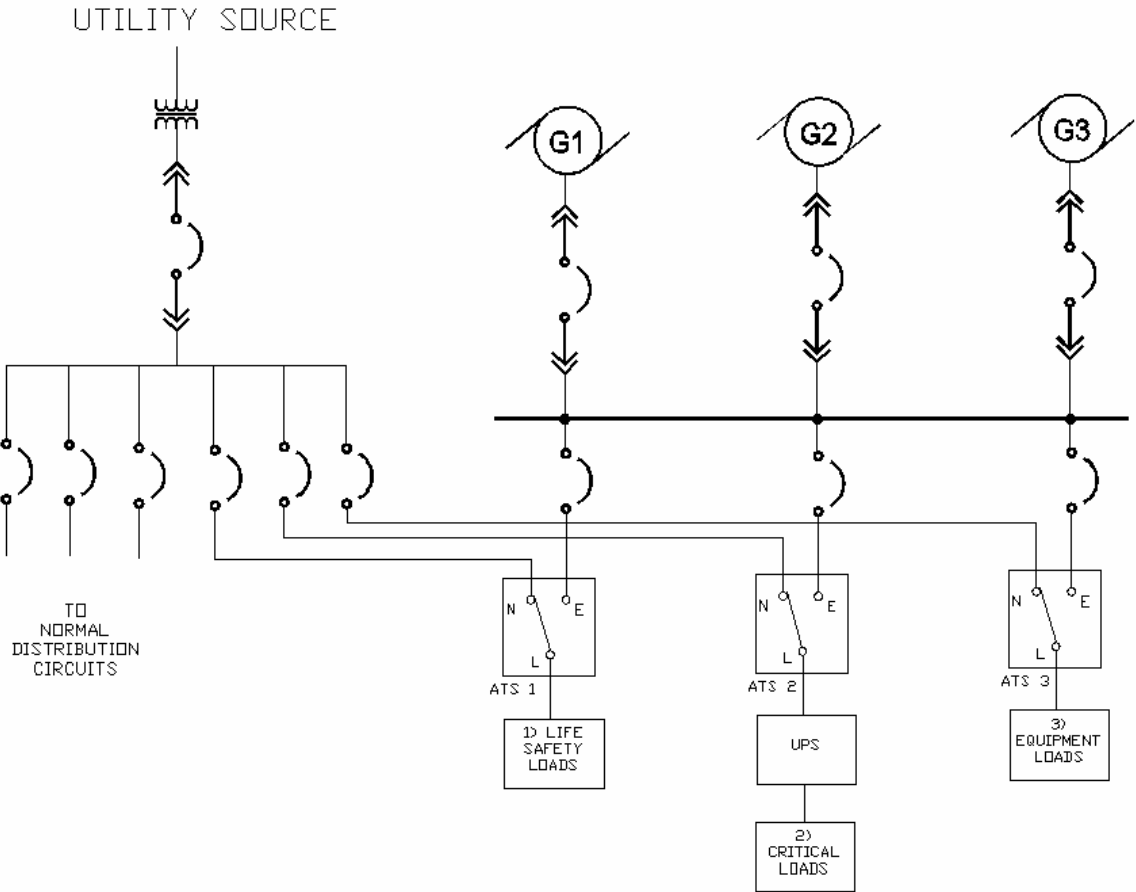 UTILITY SOURCE
G1
G2
G3
TO
NORMAL
DISTRIBUTION
CIRCUITS
N
E
L
ATS 1
1) LIFE
SAFETY
LOADS
N
E
L
ATS 2
UPS
2)
CRITICAL
LOADS
N
E
L
ATS 3
3)
EQUIPMENT
LOADS